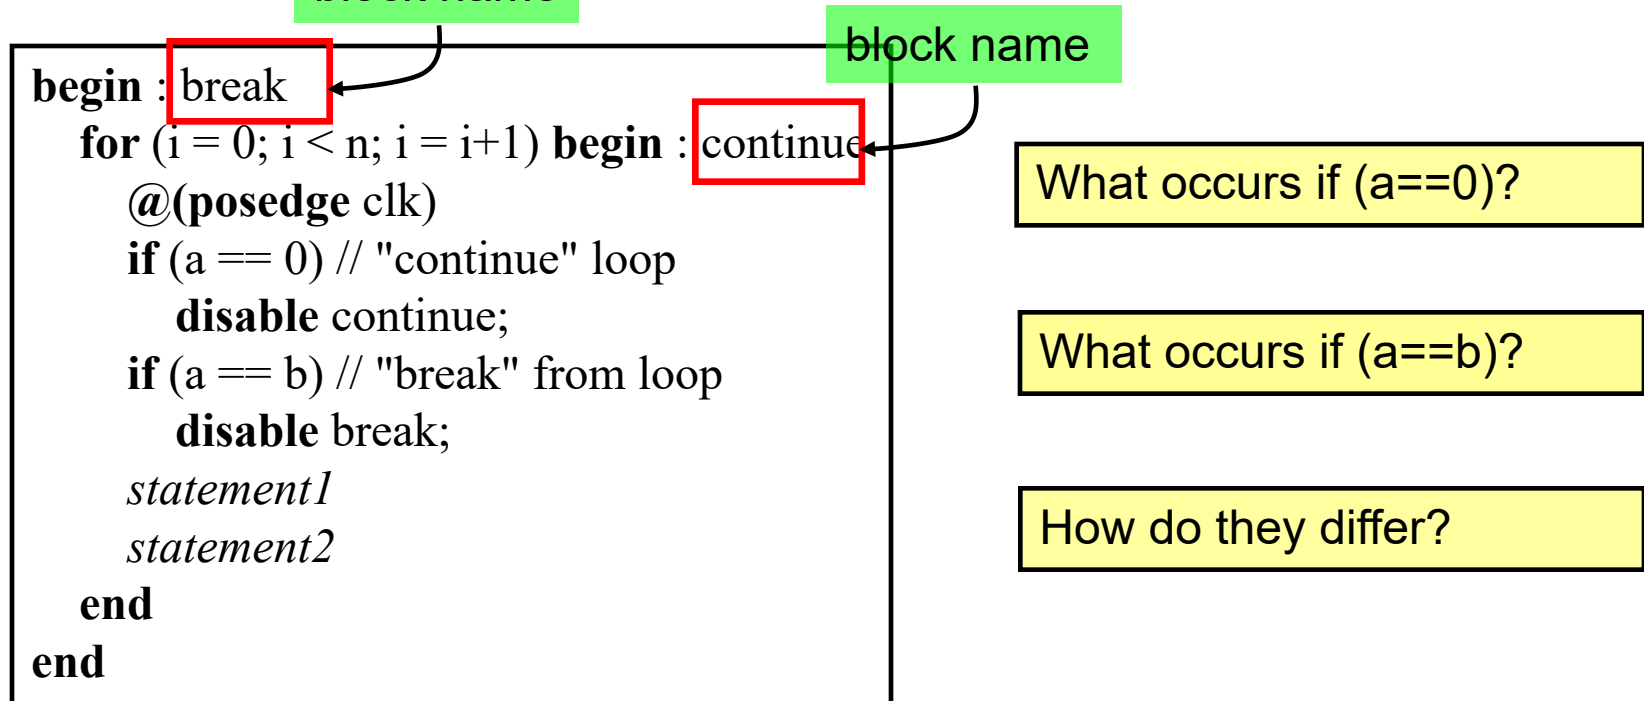 block name
block name
begin : break
for (i = 0; i < n; i = i+1) begin : continue
@(posedge clk)
if (a == 0) // "continue" loop
disable continue;
if (a == b) // "break" from loop
disable break;
statement1
statement2
end
end
What occurs if (a==0)?
What occurs if (a==b)?
How do they differ?